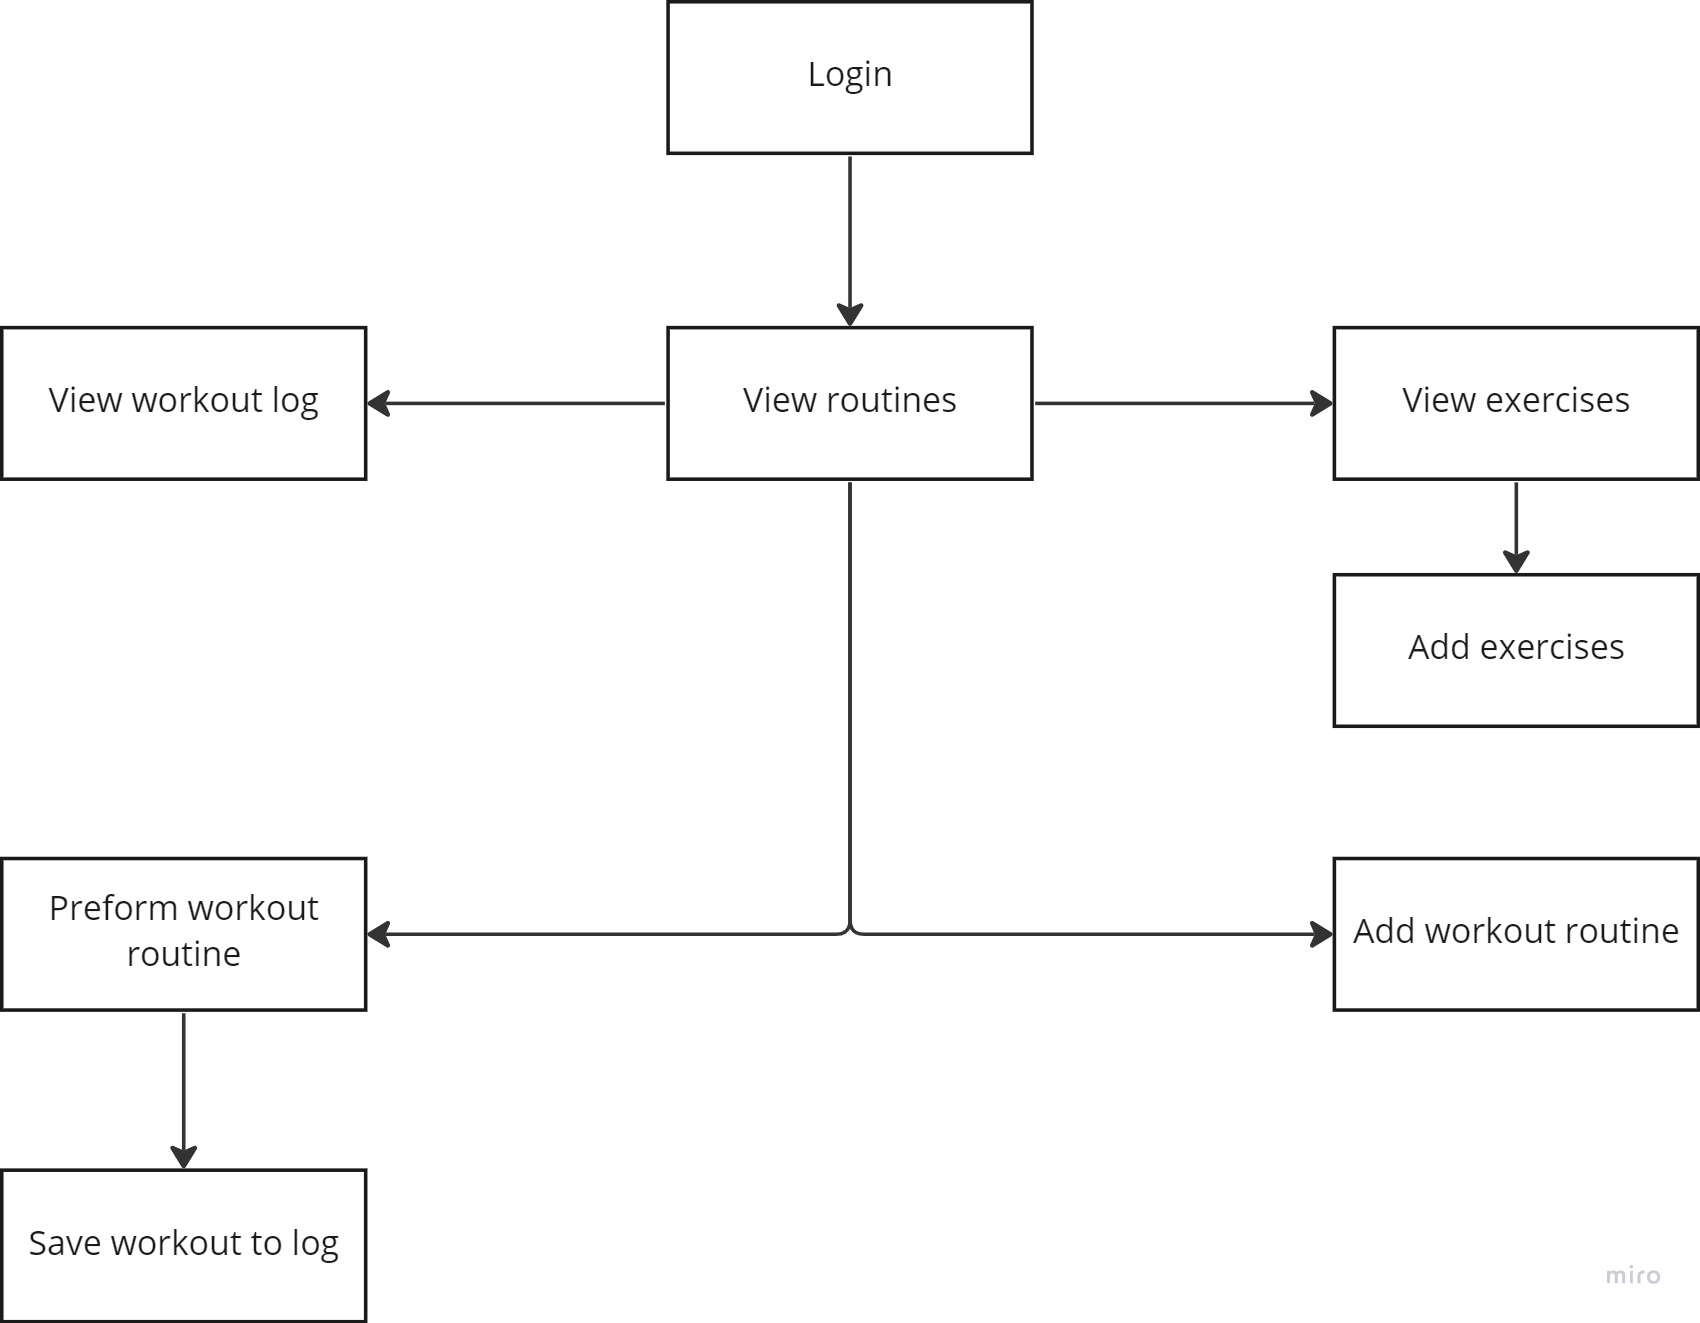 Login
View workout log
View routines
View exercises
Add exercises
Preform workout
routine
Add workout routine
Save workout to log
miro